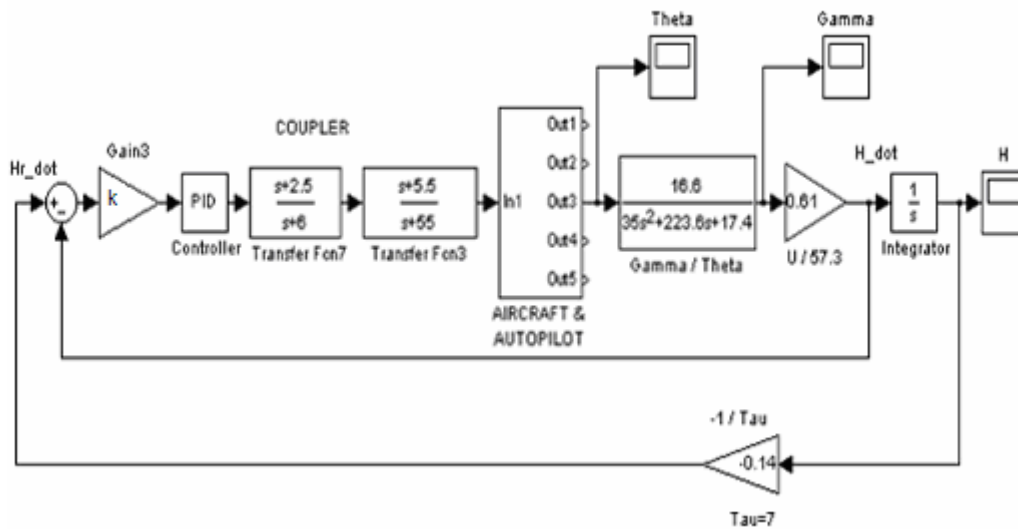 Theta
Gamma
COUPLER
Hr_dot
Gain3
k
PID
Controller
s+2.5
s+6
Transfer Fcn7
s+5.5
s+55
Transfer Fcn3
In1
Out1
Out2
Out3
Out4
Out5
AIRCRAFT &
AUTOPILOT
16.6
35s²+223.6s+17.4
Gamma / Theta
0.61
U / 57.3
H_dot
1
s
Integrator
H
-1 / Tau
-0.14
Tau=7